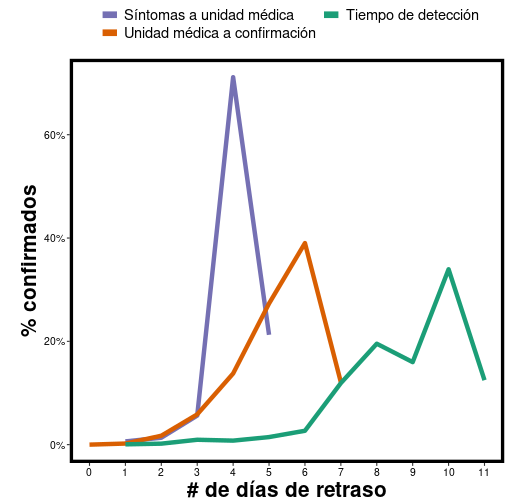 Síntomas a unidad médica
Tiempo de detección
Unidad médica a confirmación
60%
40%
20%
0%
% confirmados
0 1 2 3 4 5 6 7 8 9 10 11
# de días de retraso